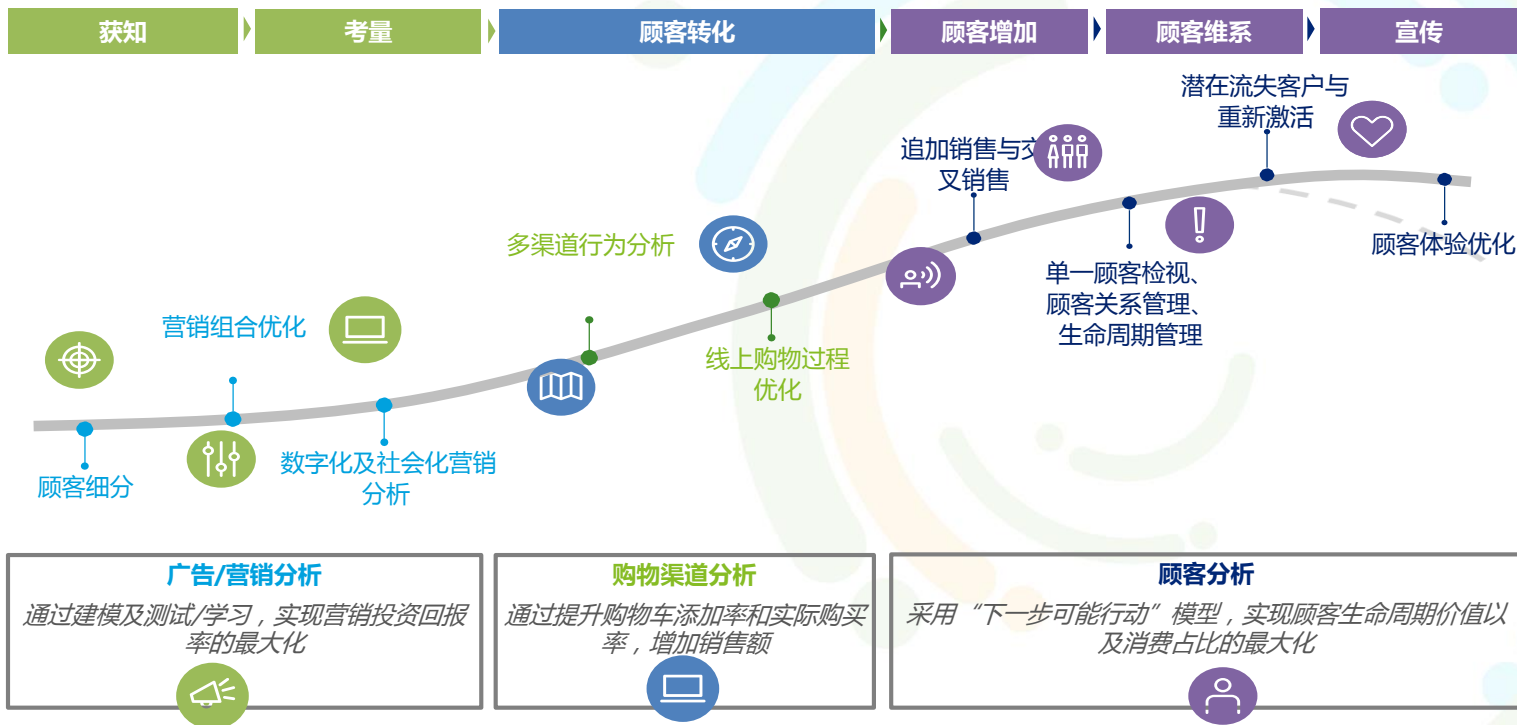 获知
考量
顾客转化
顾客增加
顾客维系
宣传
潜在流失客户与
重新激活
追加销售与交
叉销售
多渠道行为分析
顾客体验优化
单一顾客检视、
顾客关系管理、
生命周期管理
营销组合优化
线上购物过程
优化
数字化及社会化营销
分析
顾客细分
广告/营销分析
通过建模及测试/学习，实现营销投资回报
率的最大化
购物渠道分析
通过提升购物车添加率和实际购买
率，增加销售额
顾客分析
采用“下一步可能行动”模型，实现顾客生命周期价值以
及消费占比的最大化